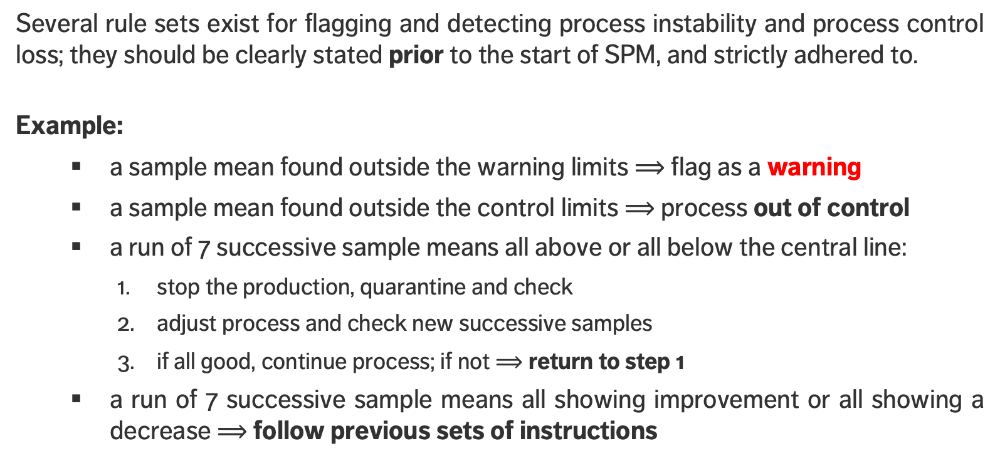 Several rule sets exist for flagging and detecting process instability and process control
loss; they should be clearly stated prior to the start of SPM, and strictly adhered to.
Example:
▪ a sample mean found outside the warning limits ⟹ flag as a warning
▪ a sample mean found outside the control limits ⟹ process out of control
▪ a run of 7 successive sample means all above or all below the central line:
1. stop the production, quarantine and check
2. adjust process and check new successive samples
3. if all good, continue process; if not ⟹ return to step 1
▪ a run of 7 successive sample means all showing improvement or all showing a
decrease ⟹ follow previous sets of instructions